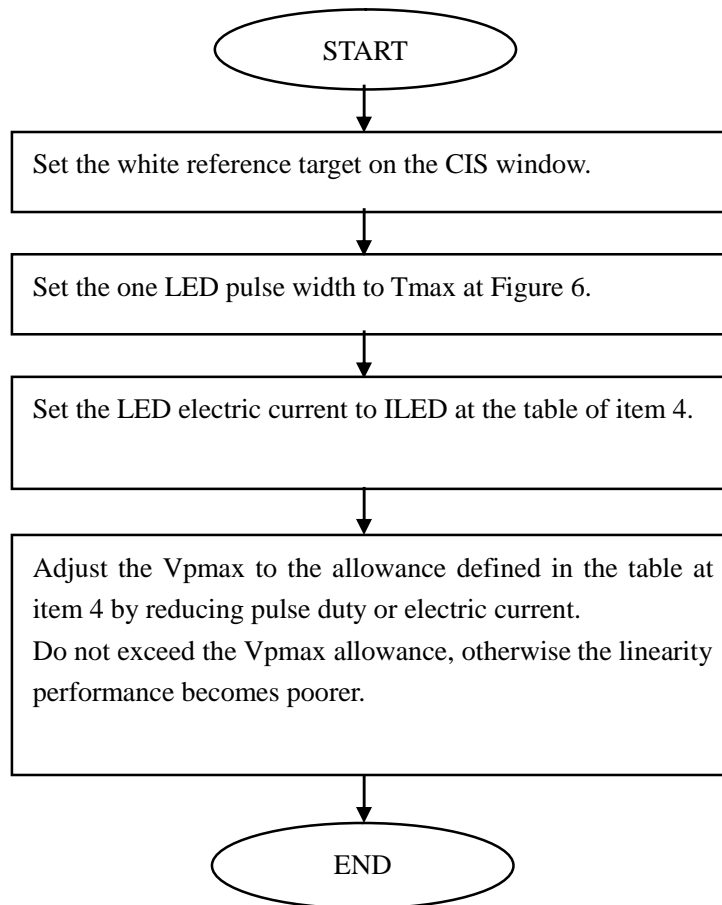 START
Set the white reference target on the CIS window.
Set the one LED pulse width to Tmax at Figure 6.
Set the LED electric current to ILED at the table of item 4.
Adjust the Vpmax to the allowance defined in the table at
item 4 by reducing pulse duty or electric current.
Do not exceed the Vpmax allowance, otherwise the linearity
performance becomes poorer.
END